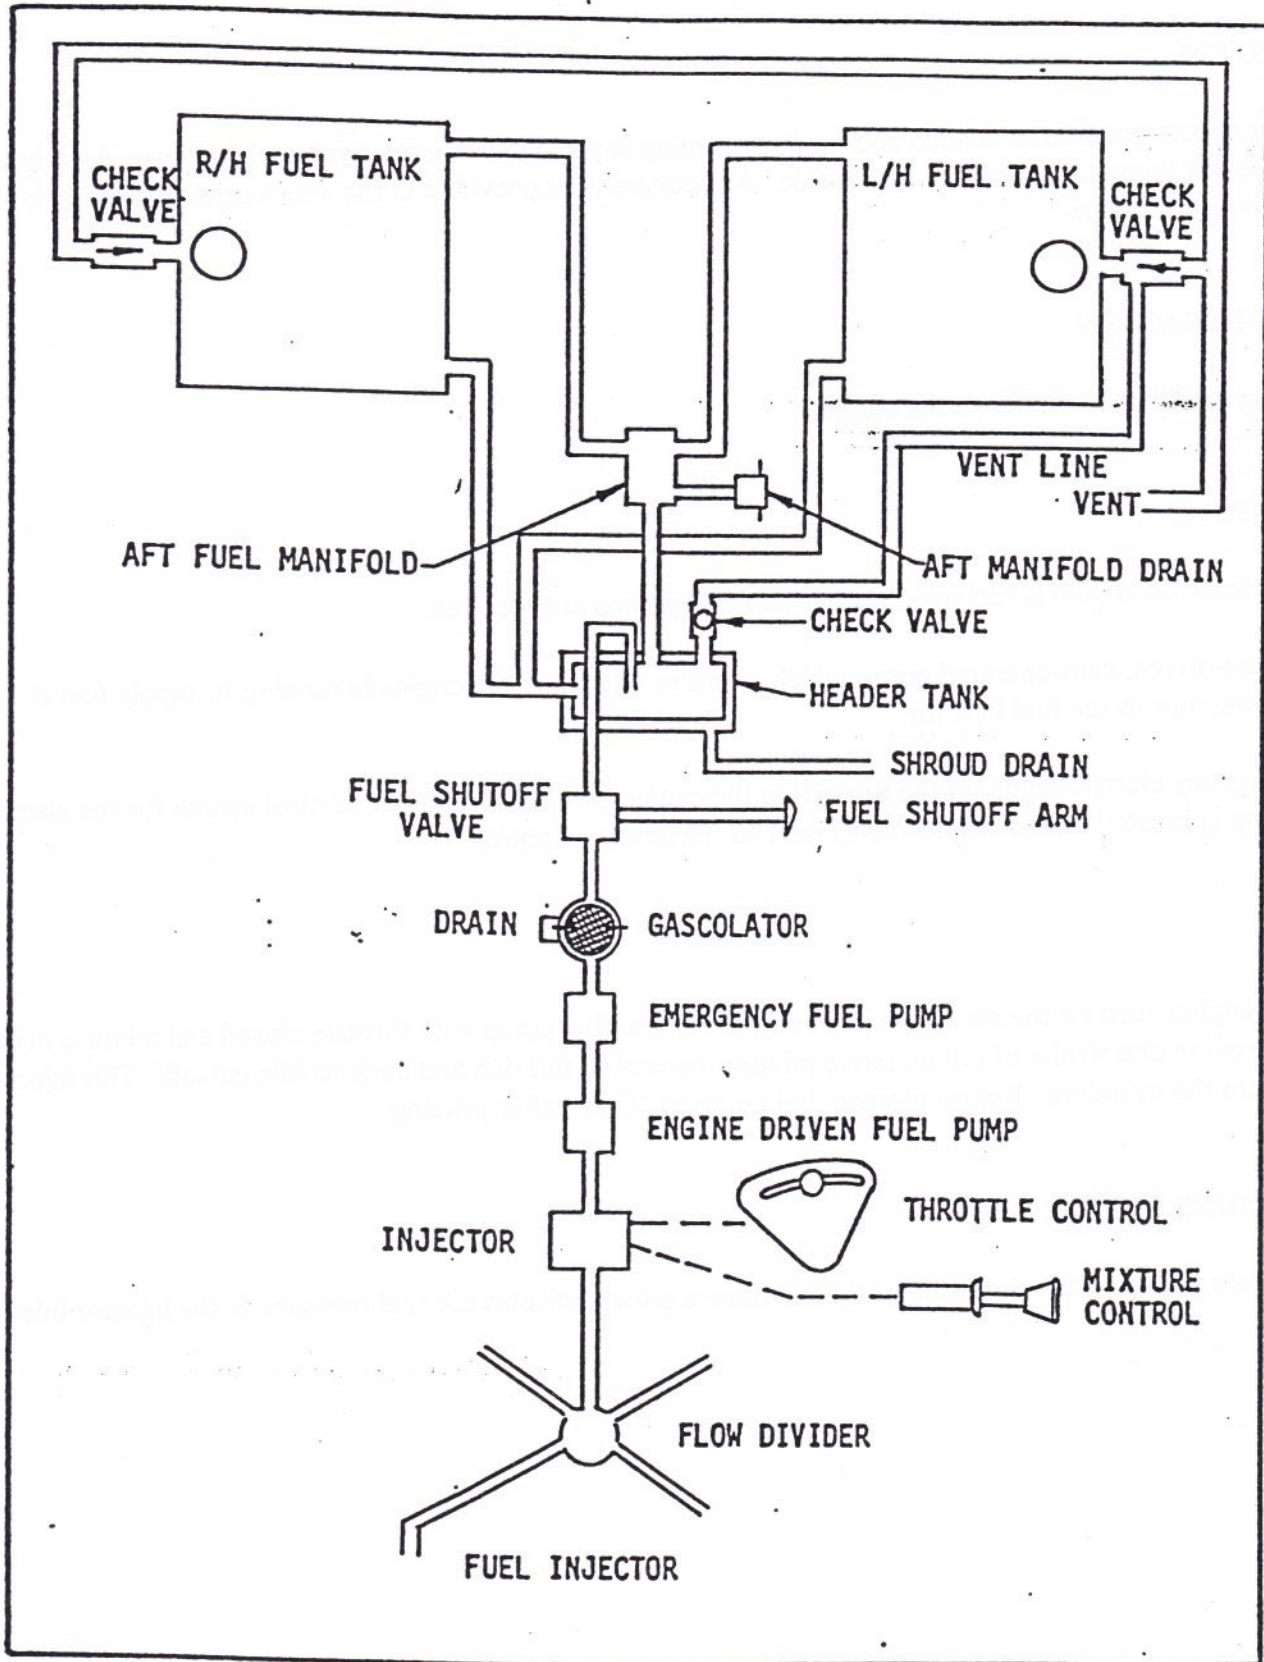 R/H FUEL TANK
L/H FUEL TANK
CHECK
VALVE
CHECK
VALVE
VENT LINE
VENT
AFT FUEL MANIFOLD
AFT MANIFOLD DRAIN
CHECK VALVE
HEADER TANK
SHROUD DRAIN
FUEL SHUTOFF
VALVE
FUEL SHUTOFF ARM
DRAIN
GASCOLATOR
EMERGENCY FUEL PUMP
ENGINE DRIVEN FUEL PUMP
THROTTLE CONTROL
INJECTOR
MIXTURE
CONTROL
FLOW DIVIDER
FUEL INJECTOR